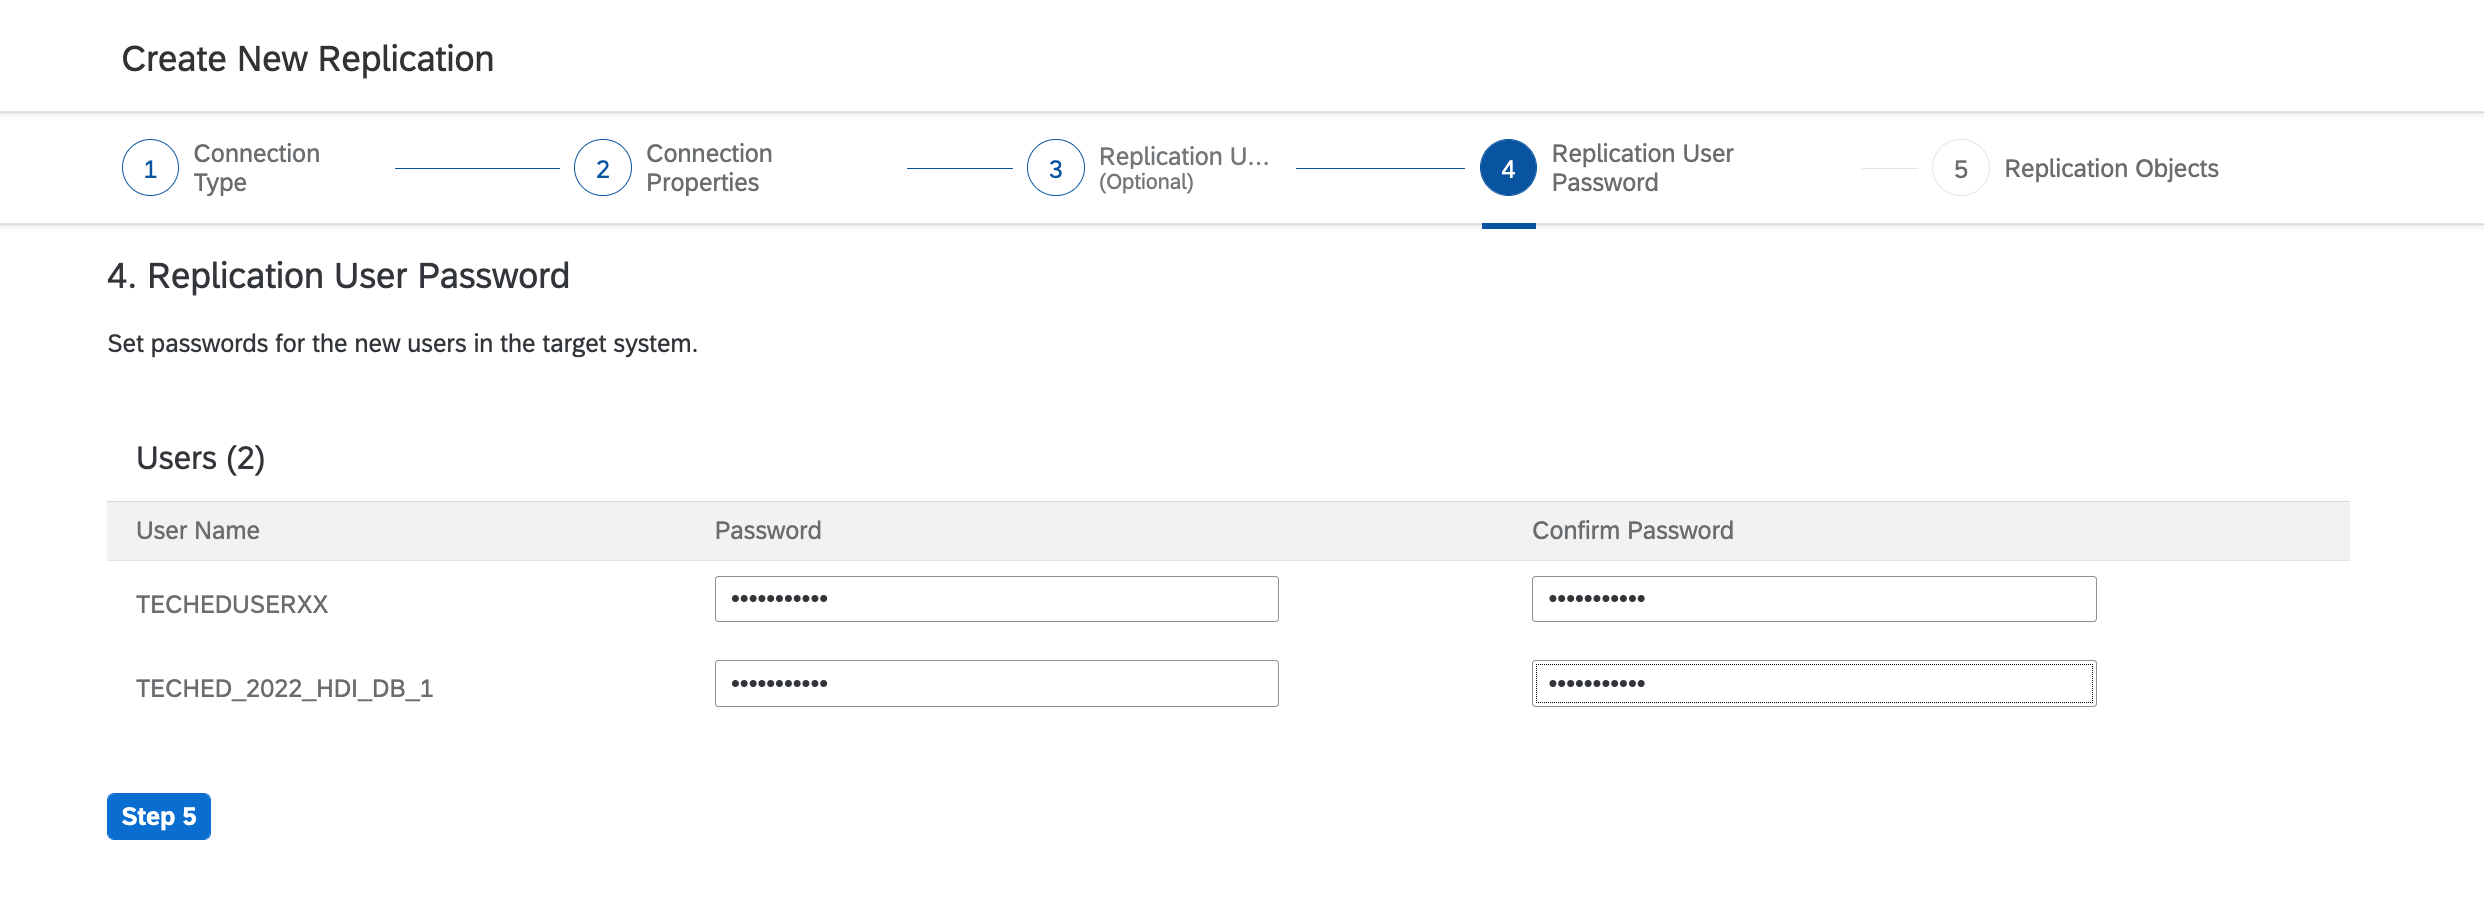 Create New Replication
1 Connection Type
2 Connection Properties
3 Replication U... (Optional)
4 Replication User Password
5 Replication Objects
4. Replication User Password
Set passwords for the new users in the target system.
Users (2)
User Name Password Confirm Password
TECHEDUSERXX ••••••••••• •••••••••••
TECHED_2022_HDI_DB_1 ••••••••••• •••••••••••
Step 5